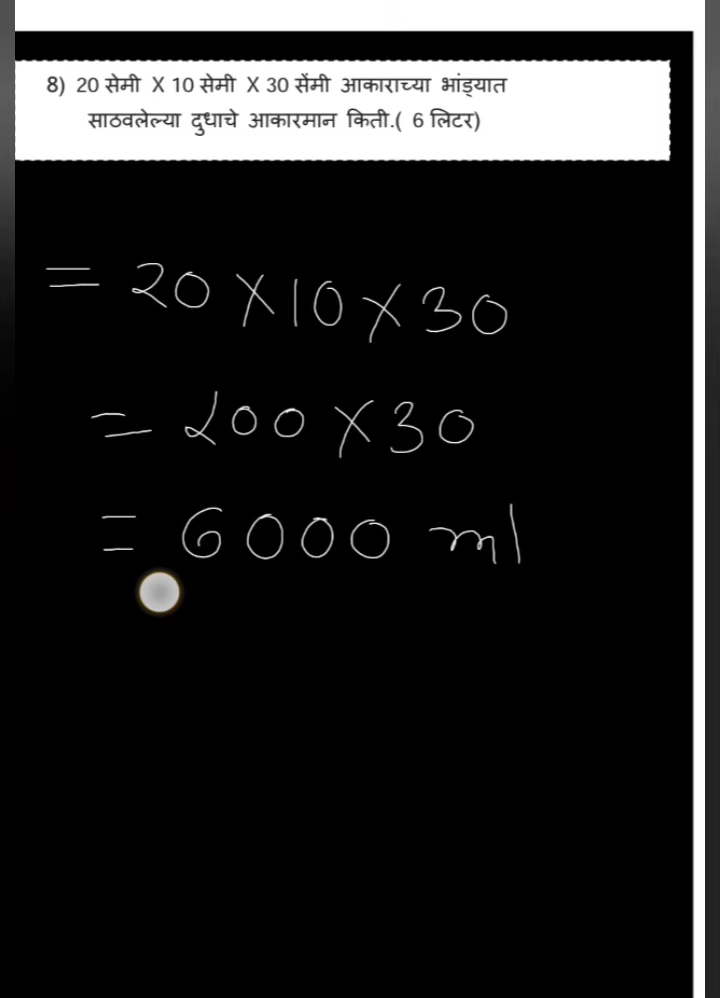 8) 20 सेमी X 10 सेमी X 30 सेंमी आकाराच्या भांड्यात
साठवलेल्या दुधाचे आकारमान किती.( 6 लिटर)
= 20 X 10 X 30
= 200 X 30
= 6000 ml